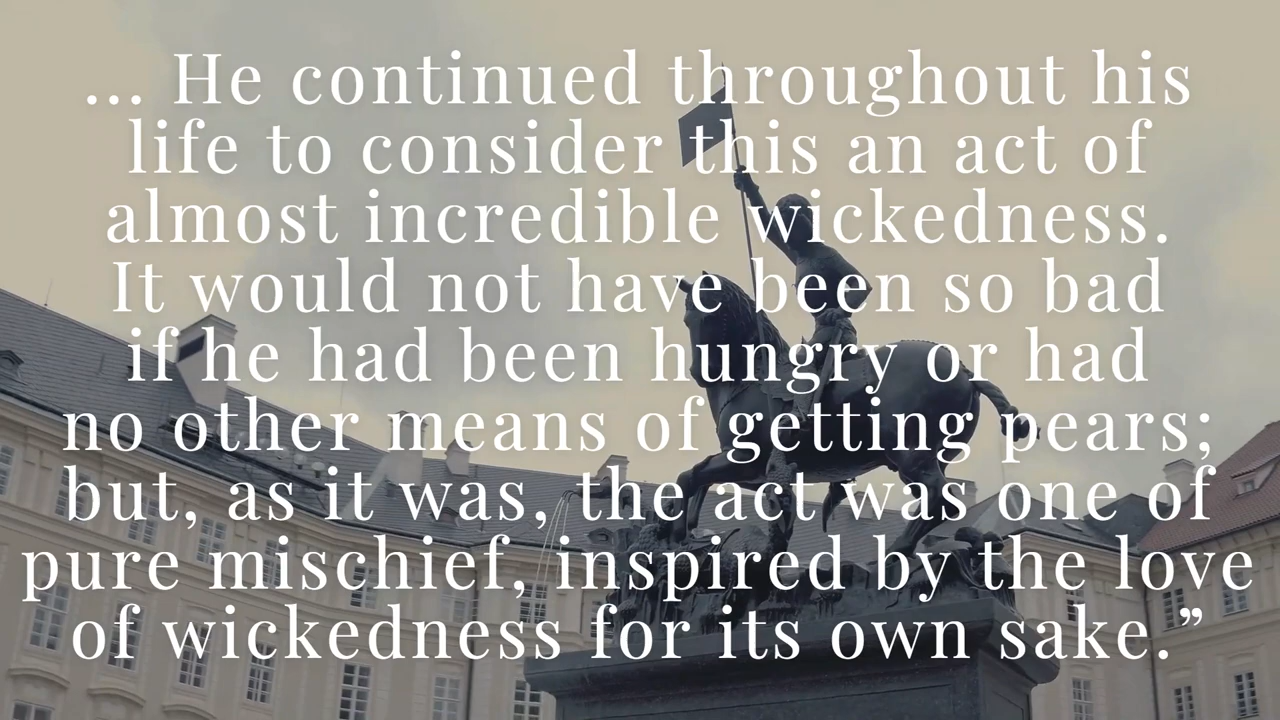 ... He continued throughout his
life to consider this an act of
almost incredible wickedness.
It would not have been so bad
if he had been hungry or had
no other means of getting pears;
but, as it was, the act was one of
pure mischief, inspired by the love
of wickedness for its own sake.”